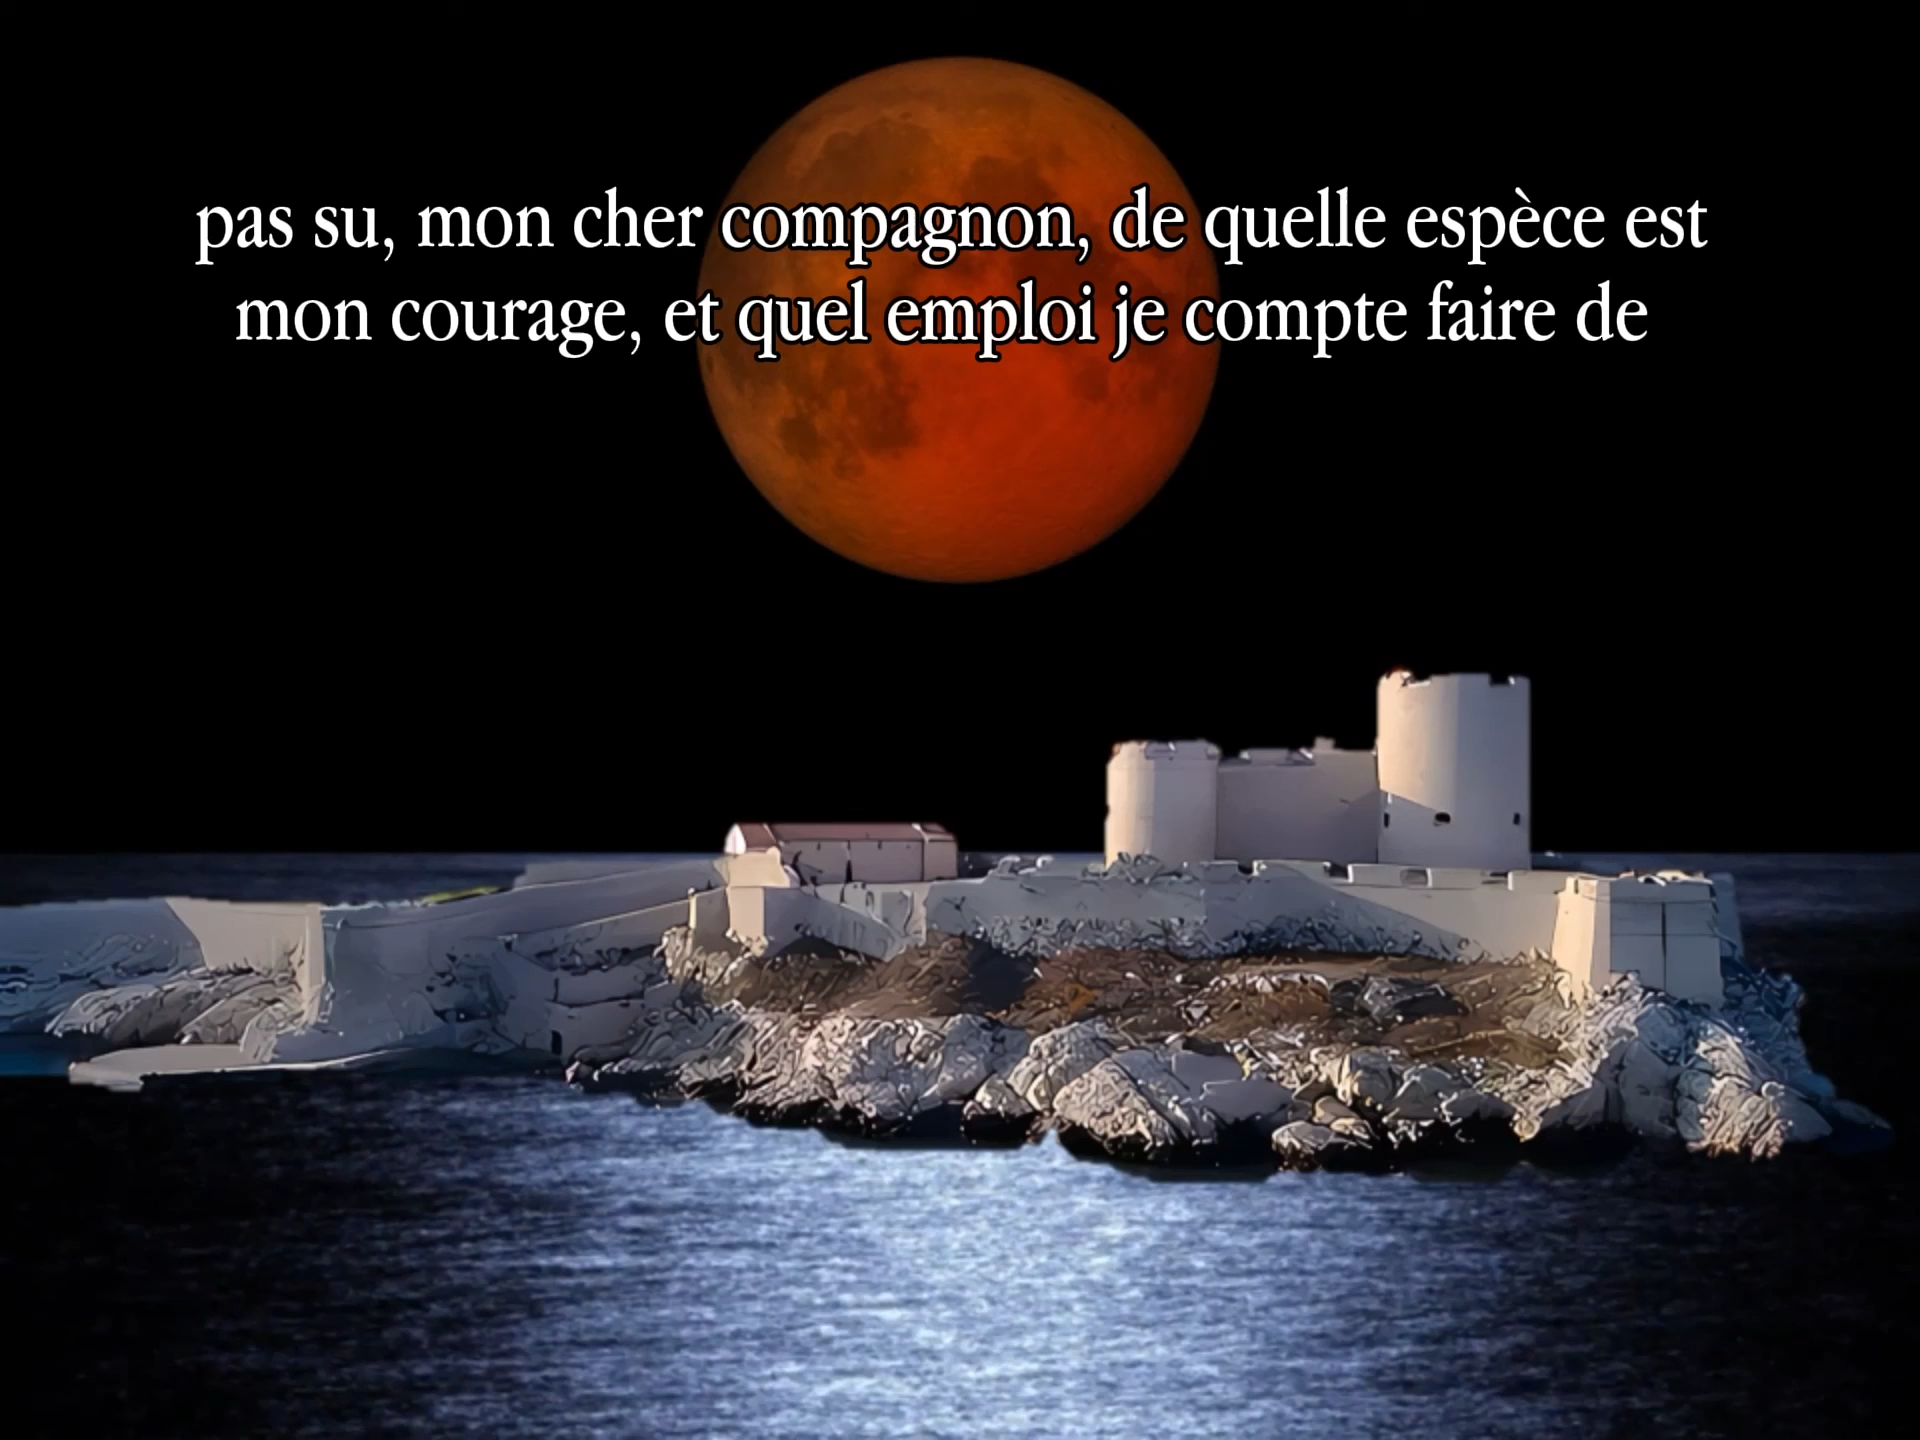 pas su, mon cher compagnon, de quelle espèce est
mon courage, et quel emploi je compte faire de